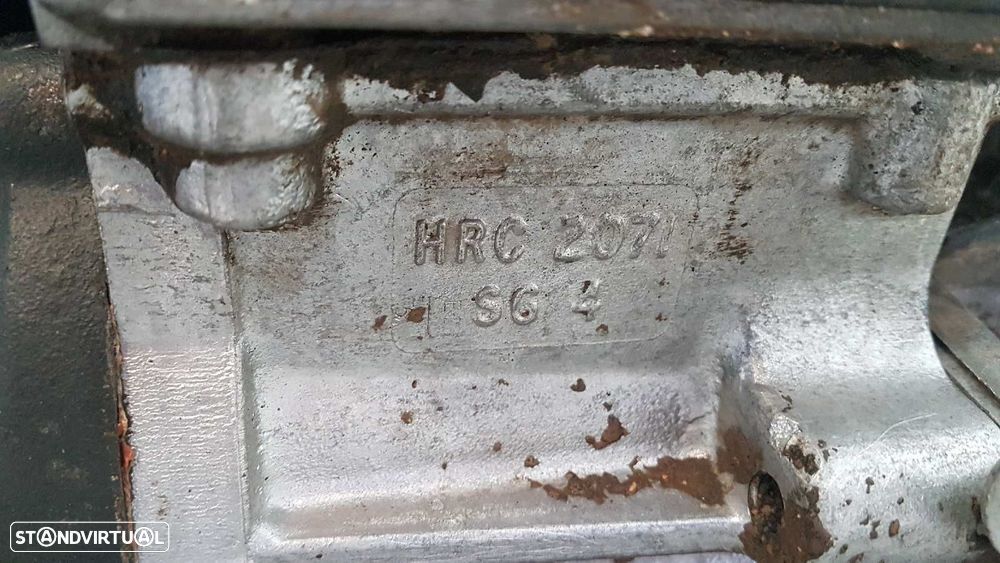 HRC 2071
SG 4
STANDVIRTUAL